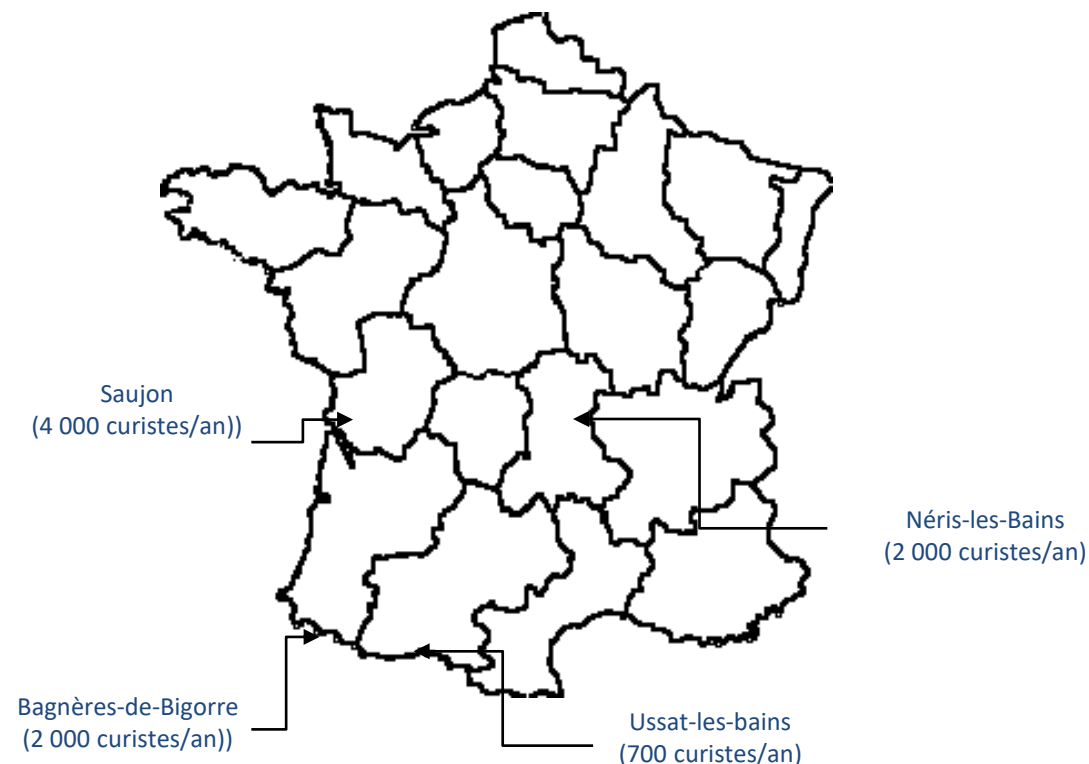 Saujon
(4 000 curistes/an))
Néris-les-Bains
(2 000 curistes/an)
Bagnères-de-Bigorre
(2 000 curistes/an))
Ussat-les-bains
(700 curistes/an)